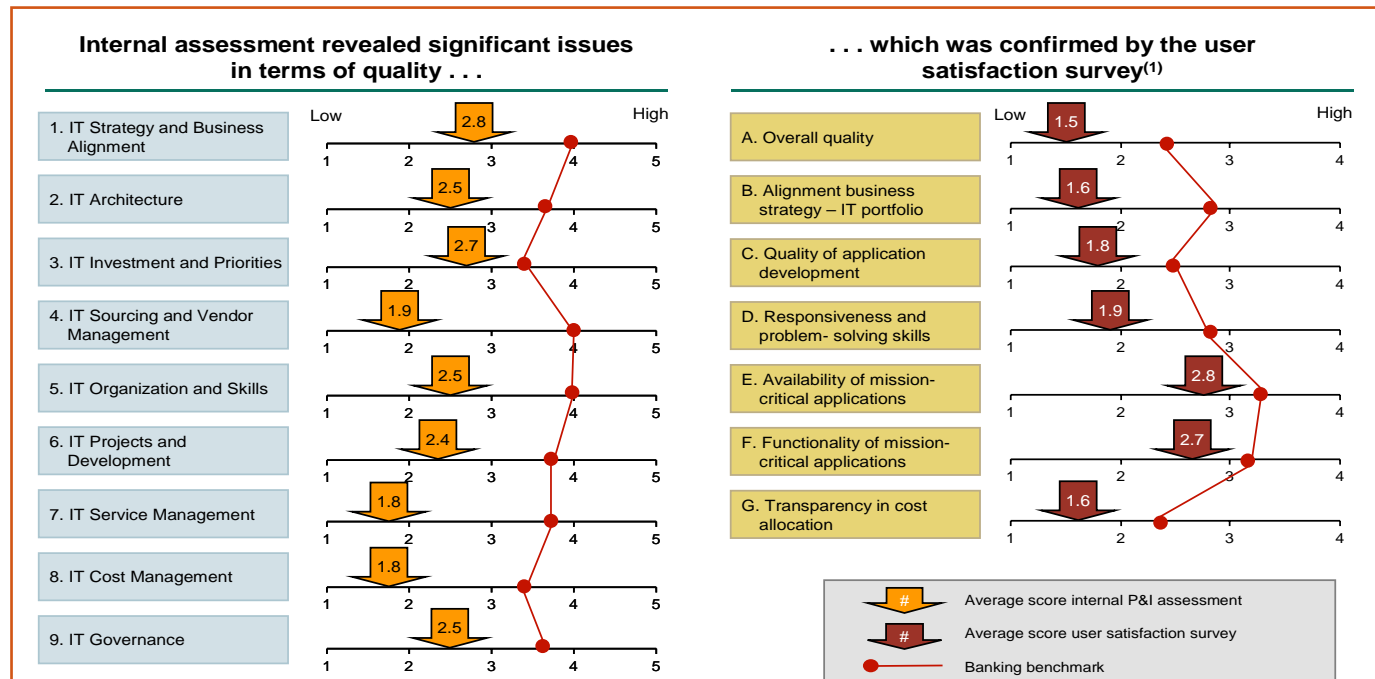 Internal assessment revealed significant issues
in terms of quality . . .
Low
High
1. IT Strategy and Business
Alignment
2.8
1 2 3 4 5
2. IT Architecture
2.5
1 2 3 4 5
3. IT Investment and Priorities
2.7
1 2 3 4 5
4. IT Sourcing and Vendor
Management
1.9
1 2 3 4 5
5. IT Organization and Skills
2.5
1 2 3 4 5
6. IT Projects and
Development
2.4
1 2 3 4 5
7. IT Service Management
1.8
1 2 3 4 5
8. IT Cost Management
1.8
1 2 3 4 5
9. IT Governance
2.5
1 2 3 4 5
. . . which was confirmed by the user
satisfaction survey(1)
Low
High
A. Overall quality
1.5
1 2 3 4
B. Alignment business
strategy – IT portfolio
1.6
1 2 3 4
C. Quality of application
development
1.8
1 2 3 4
D. Responsiveness and
problem- solving skills
1.9
1 2 3 4
E. Availability of mission-
critical applications
2.8
1 2 3 4
F. Functionality of mission-
critical applications
2.7
1 2 3 4
G. Transparency in cost
allocation
1.6
1 2 3 4
# Average score internal P&I assessment
# Average score user satisfaction survey
Banking benchmark